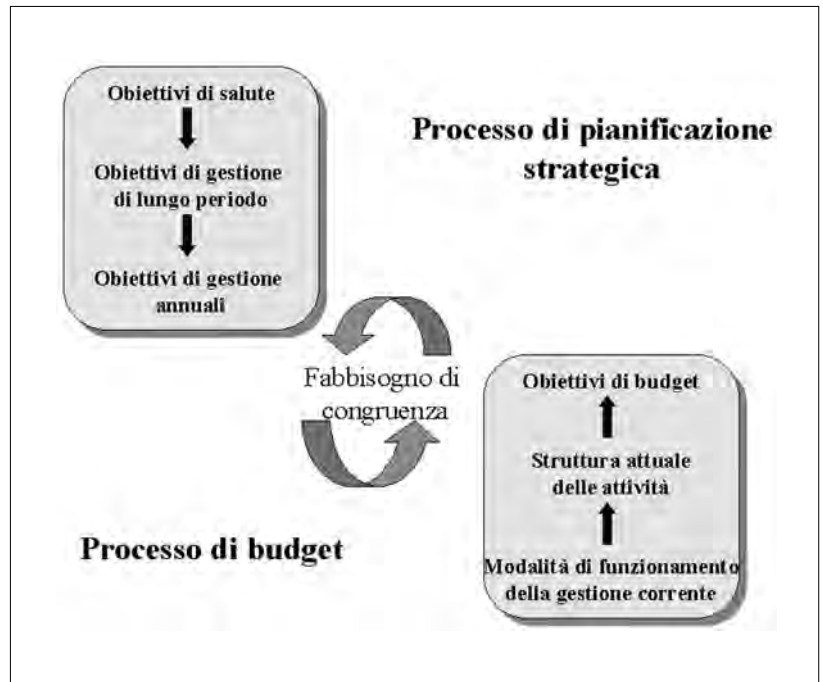 Obiettivi di salute
Obiettivi di gestione
di lungo periodo
Obiettivi di gestione
annuali
Processo di pianificazione
strategica
Fabbisogno di
congruenza
Obiettivi di budget
Struttura attuale
delle attività
Modalità di funzionamento
della gestione corrente
Processo di budget